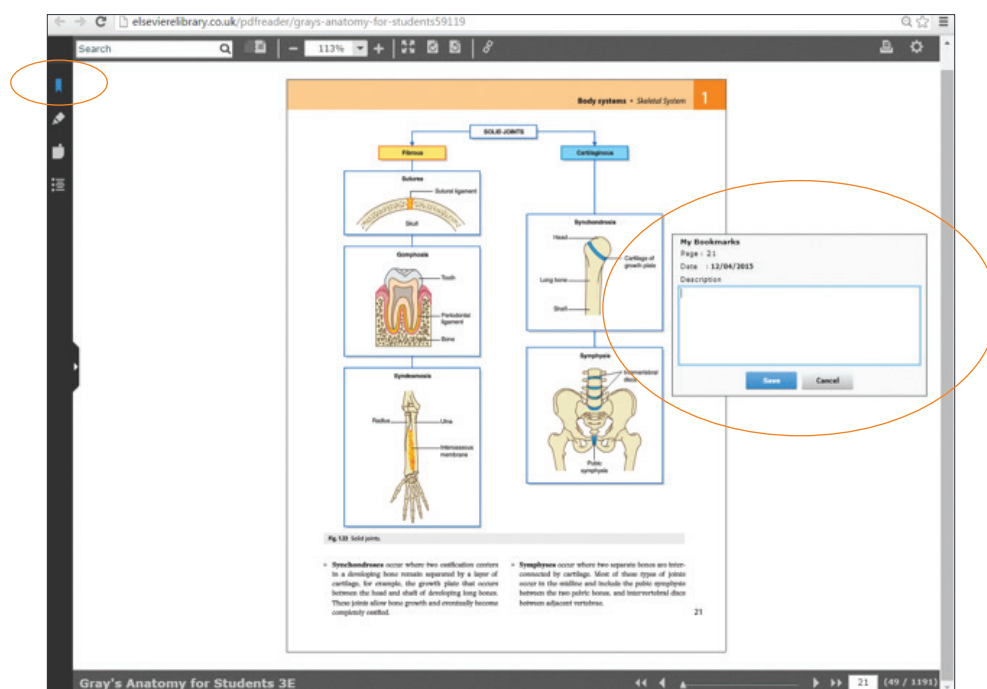 elsevierelibrary.co.uk/pdfreader/grays-anatomy-for-students59119
Search
113%
Body systems • Skeletal System 1
SOLID JOINTS
Fibrous
Cartilaginous
Sutures
Sutural ligament
Skull
Gomphosis
Tooth
Periodontal
ligament
Bone
Syndesmosis
Radius
Ulna
Interosseous
membrane
Synchondrosis
Head
Cartilage of
growth plate
Long bone
Shaft
Symphysis
Intervertebral
discs
Pubic
symphysis
Fig. 1.23 Solid joints.
▪ Synchondroses occur where two ossification centers
in a developing bone remain separated by a layer of
cartilage, for example, the growth plate that occurs
between the head and shaft of developing long bones.
These joints allow bone growth and eventually become
completely ossified.
▪ Symphyses occur where two separate bones are inter-
connected by cartilage. Most of these types of joints
occur in the midline and include the pubic symphysis
between the two pelvic bones, and intervertebral discs
between adjacent vertebrae.
21
My Bookmarks
Page : 21
Date : 12/04/2015
Description
Save
Cancel
Gray's Anatomy for Students 3E
21 (49 / 1191)